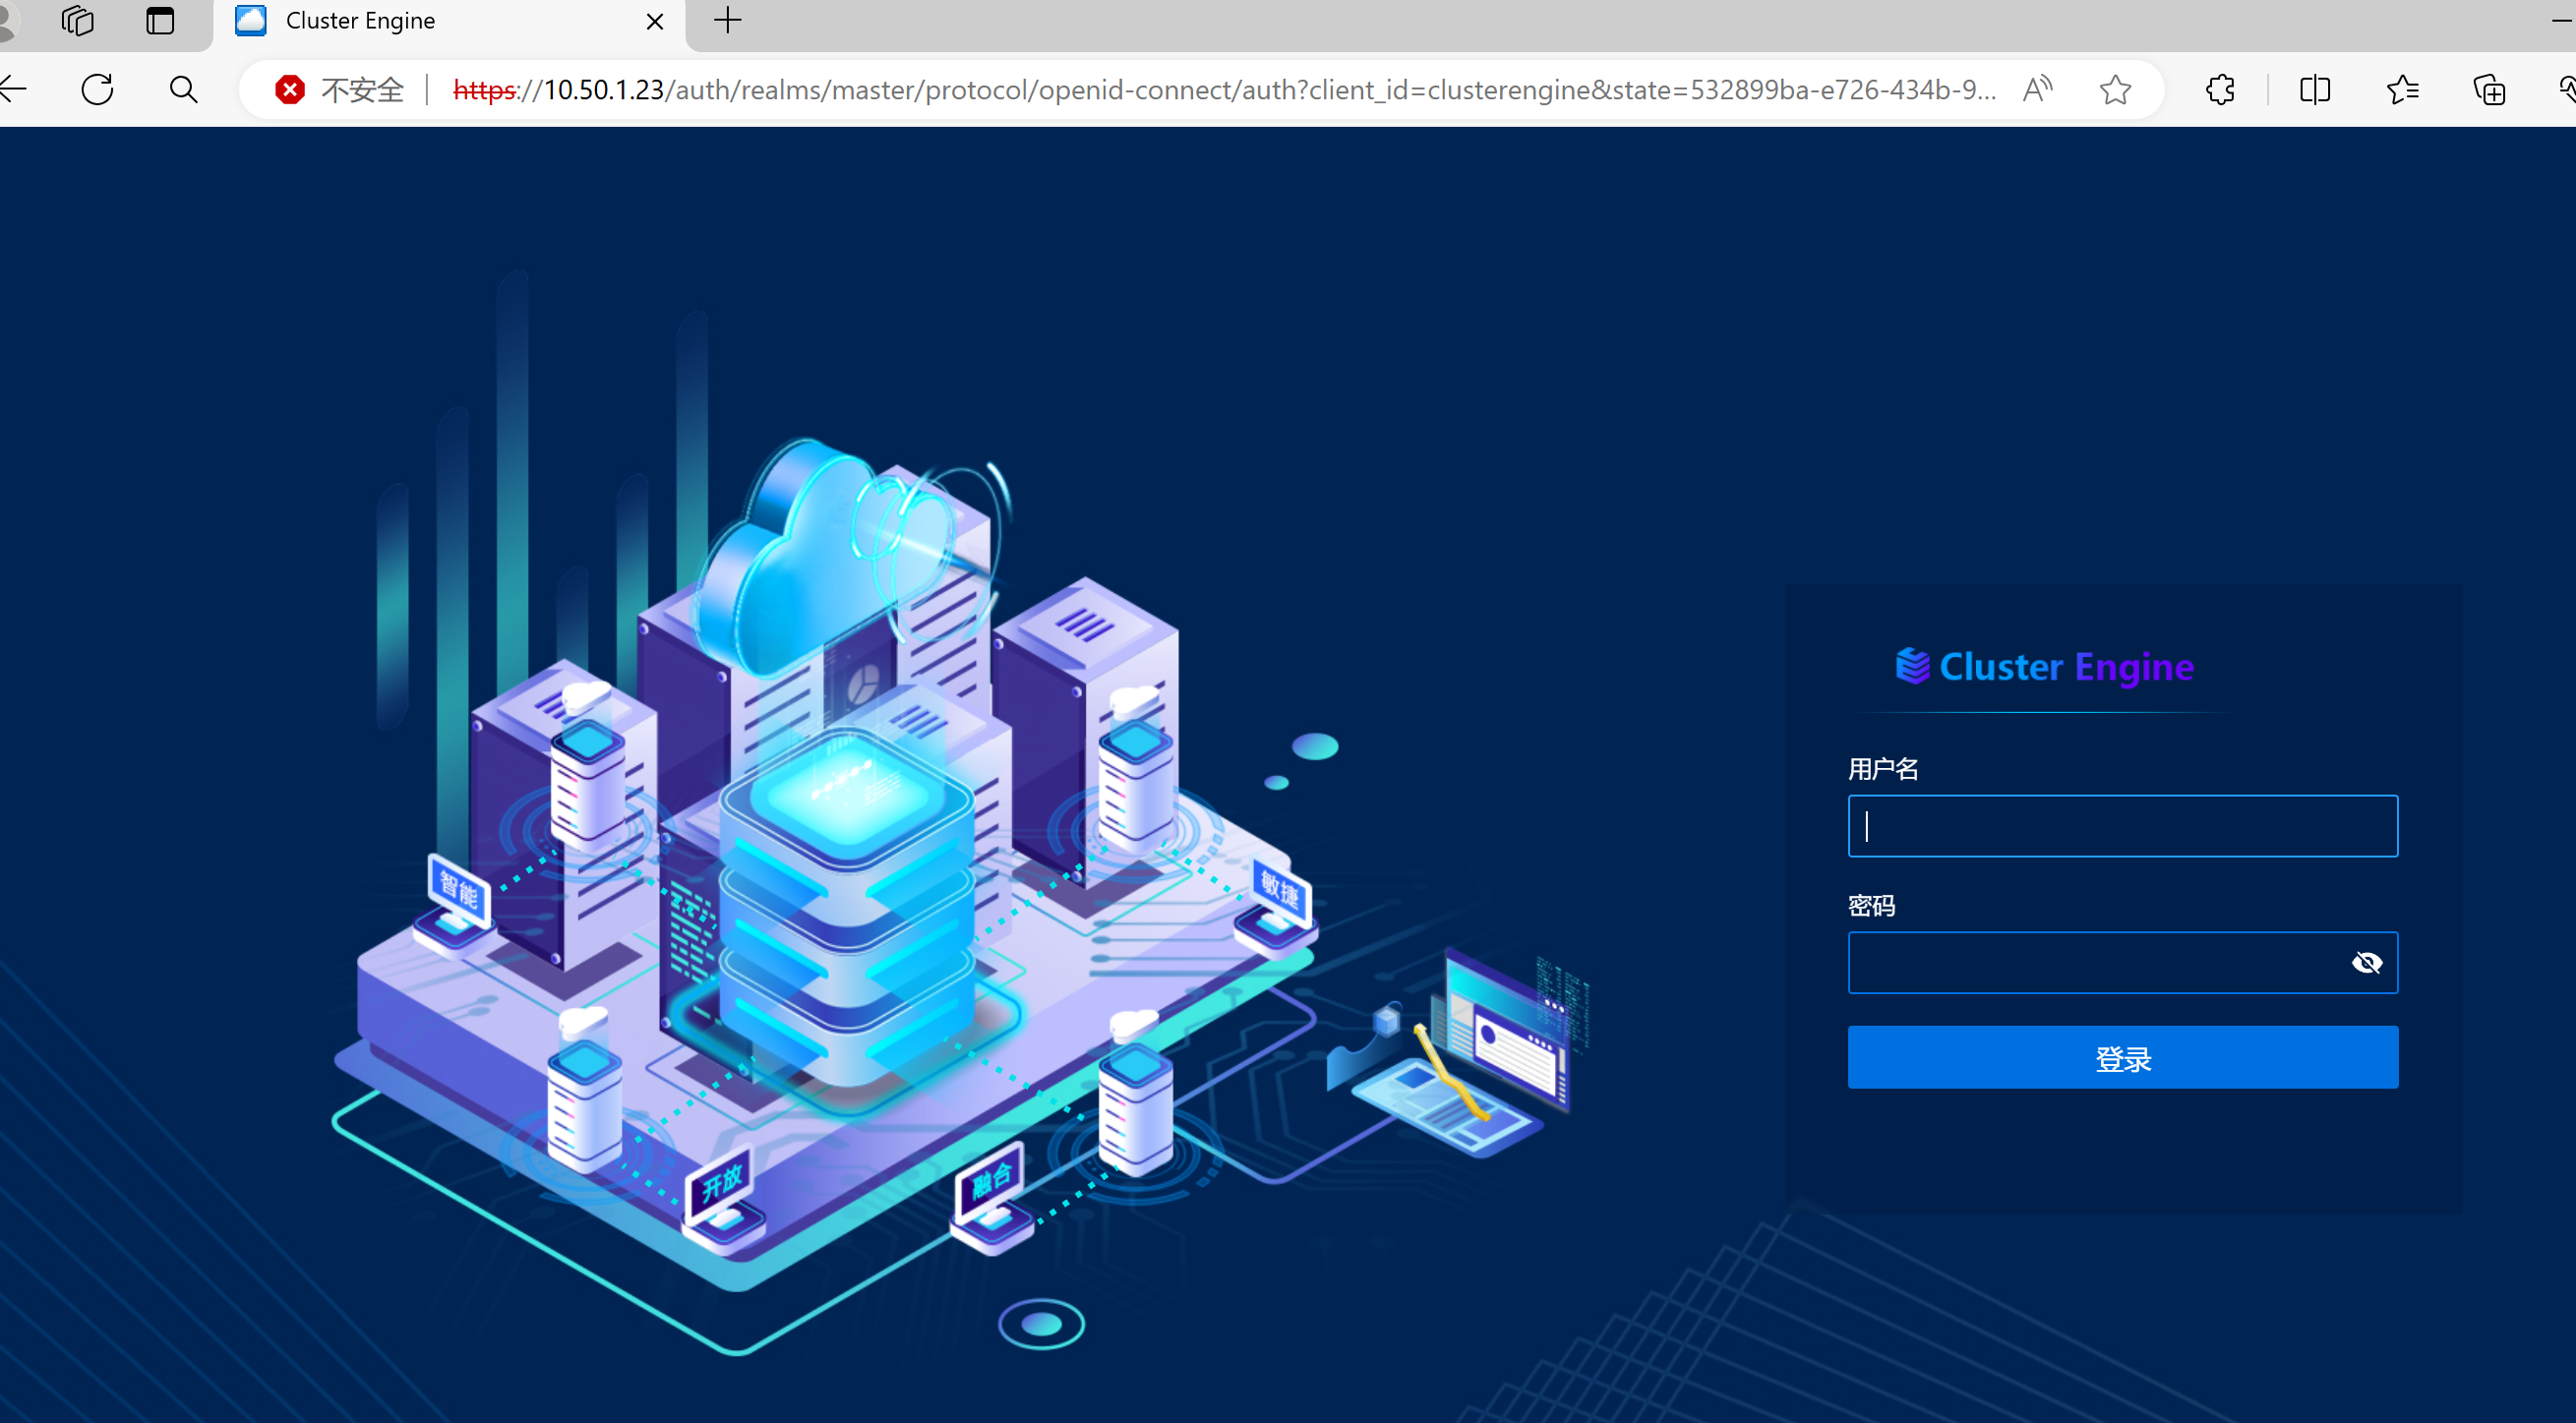 Cluster Engine
不安全 https://10.50.1.23/auth/realms/master/protocol/openid-connect/auth?client_id=clusterengine&state=532899ba-e726-434b-9...
Cluster Engine
用户名
密码
登录
智能
敏捷
开放
融合